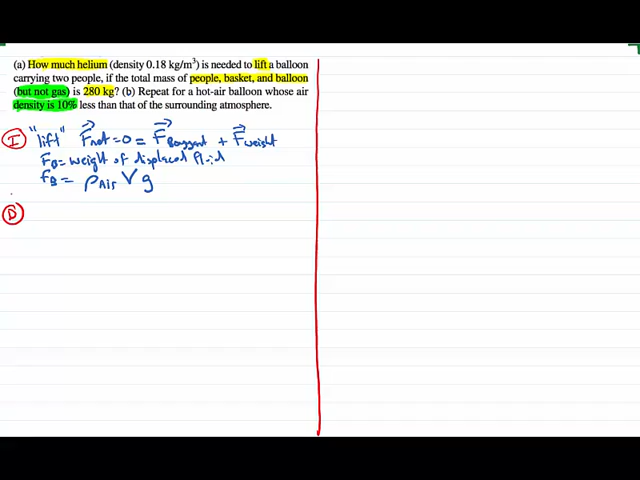 (a) How much helium (density 0.18 kg/m³) is needed to lift a balloon
carrying two people, if the total mass of people, basket, and balloon
(but not gas) is 280 kg? (b) Repeat for a hot-air balloon whose air
density is 10% less than that of the surrounding atmosphere.
I "lift" F⃗net = 0 = F⃗Buoyant + F⃗weight
FB = weight of displaced fluid
FB = ρAir V g
D